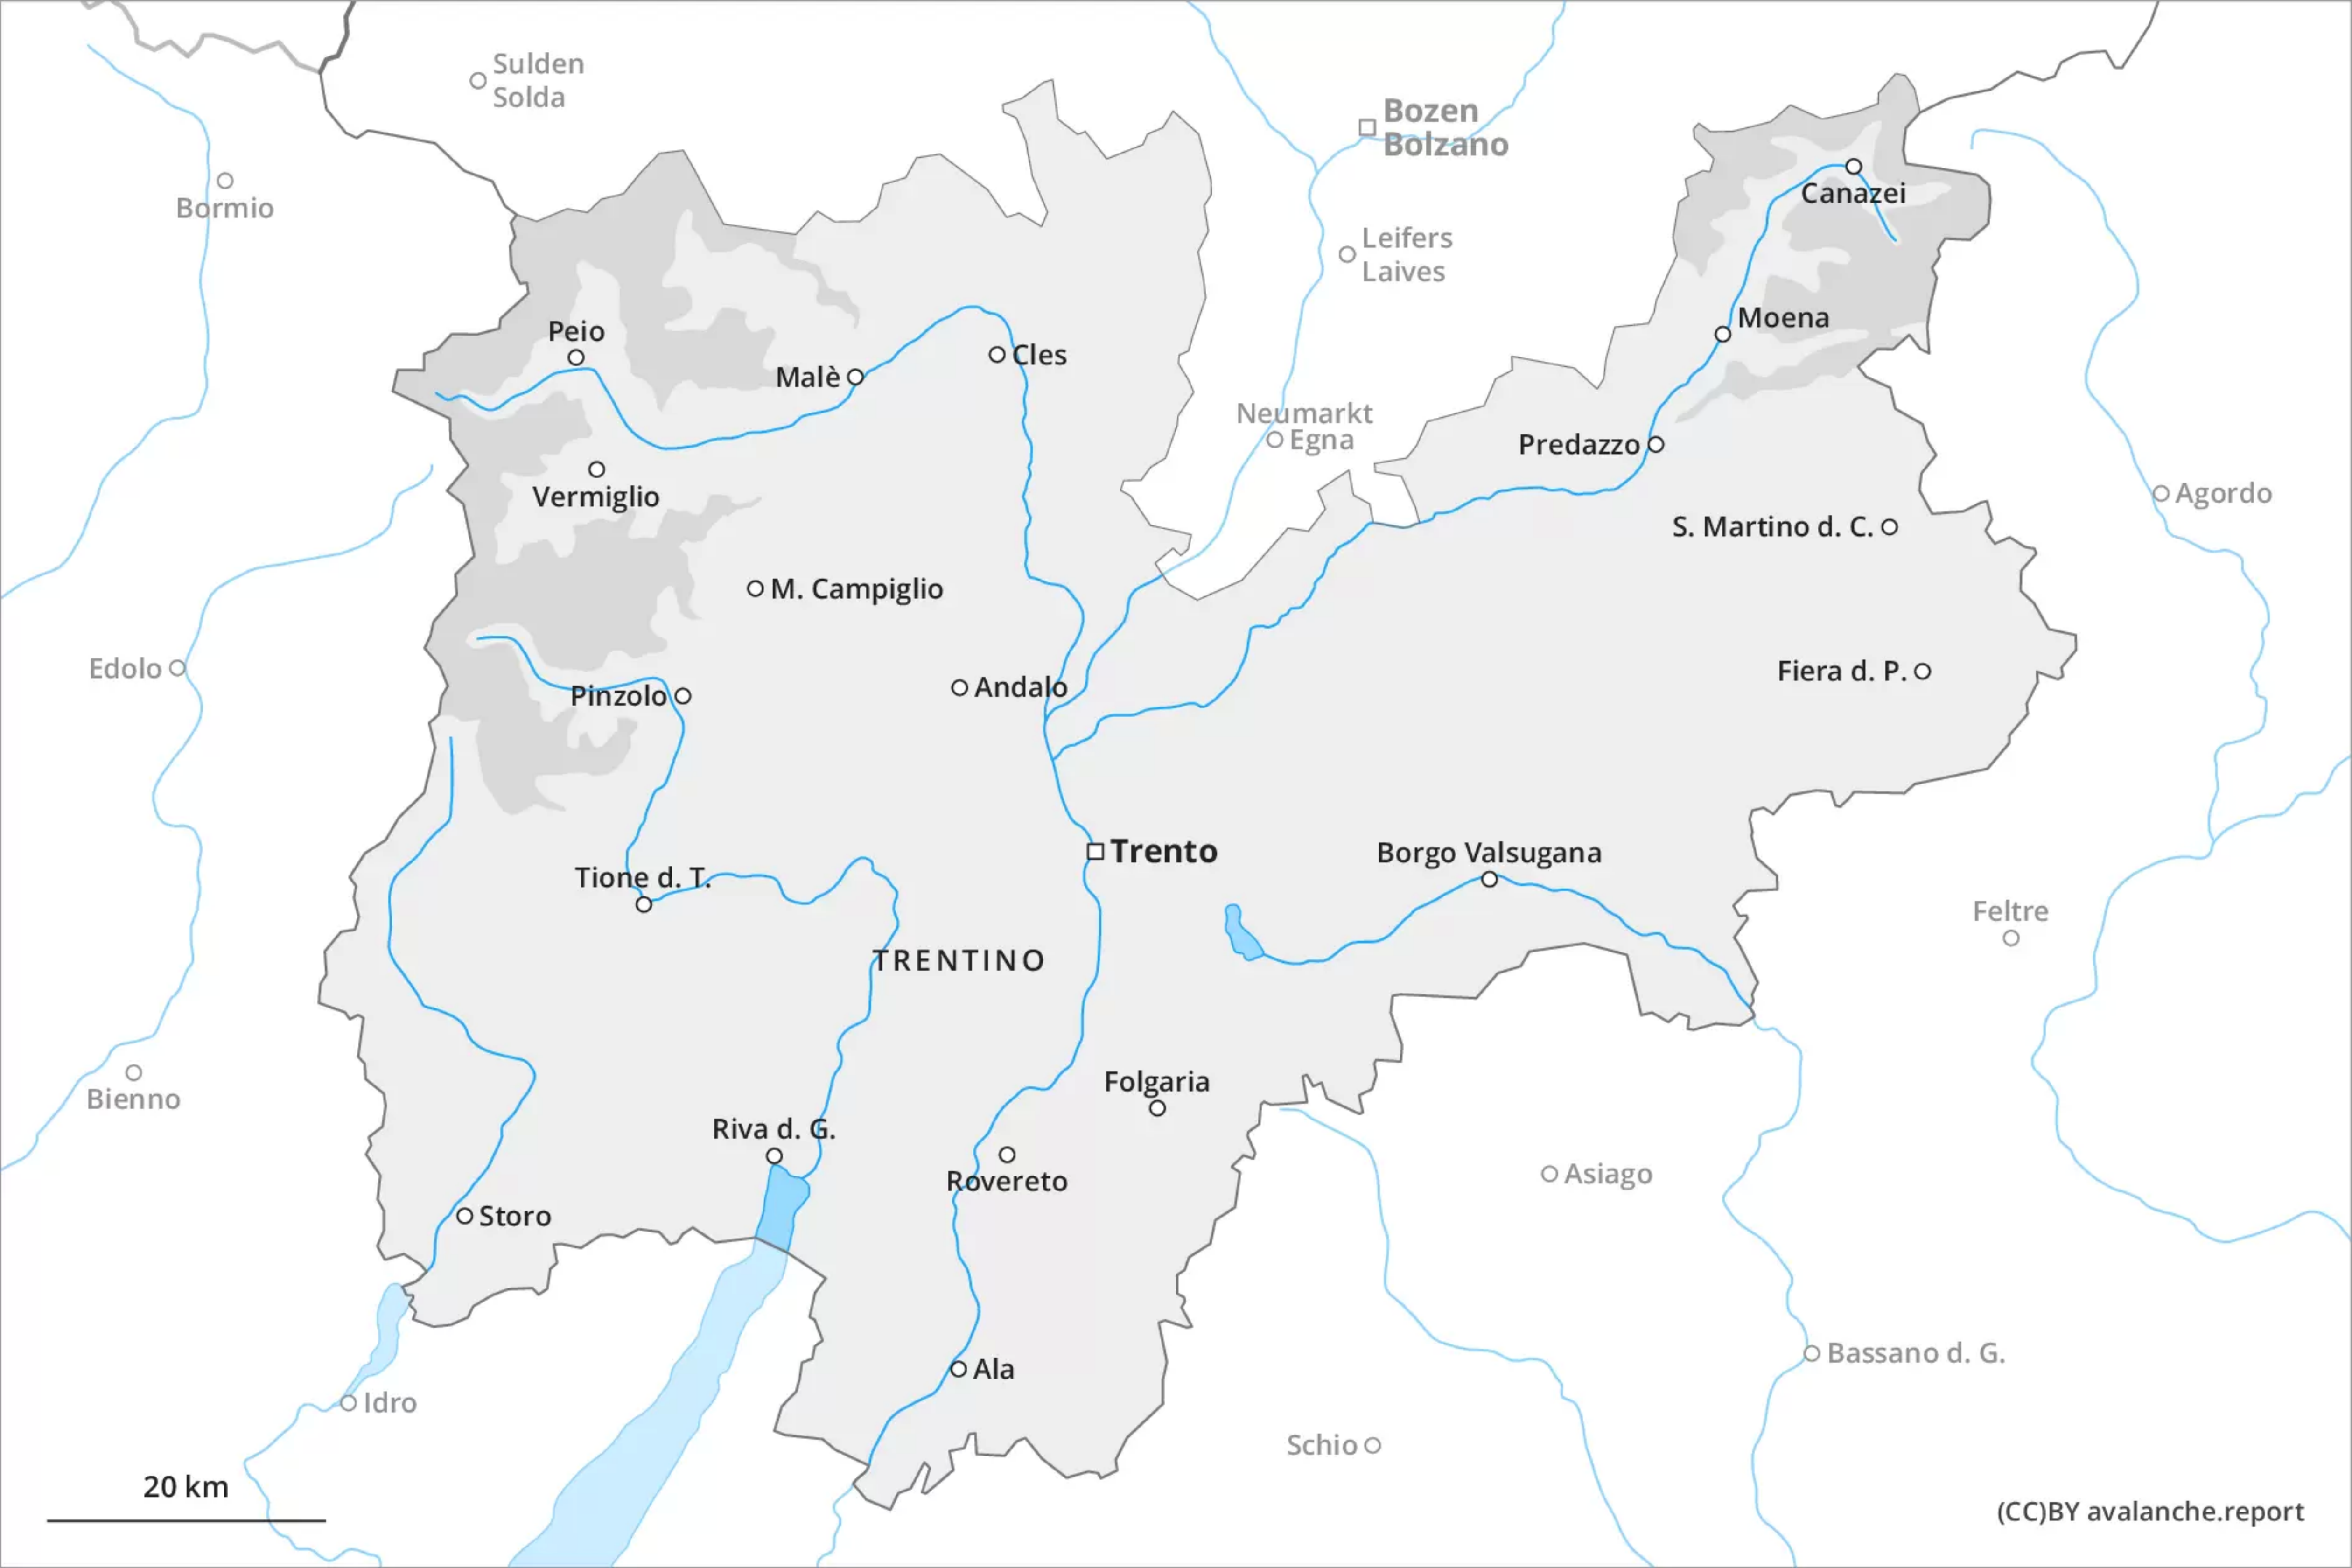 Sulden
Solda
Bozen
Bolzano
Bormio
Canazei
Leifers
Laives
Peio
Moena
Malè
Cles
Neumarkt
Egna
Predazzo
Vermiglio
Agordo
S. Martino d. C.
M. Campiglio
Edolo
Pinzolo
Andalo
Fiera d. P.
Trento
Borgo Valsugana
Tione d. T.
Feltre
TRENTINO
Folgaria
Bienno
Riva d. G.
Asiago
Rovereto
Storo
Bassano d. G.
Ala
Idro
Schio
20 km
(CC)BY avalanche.report